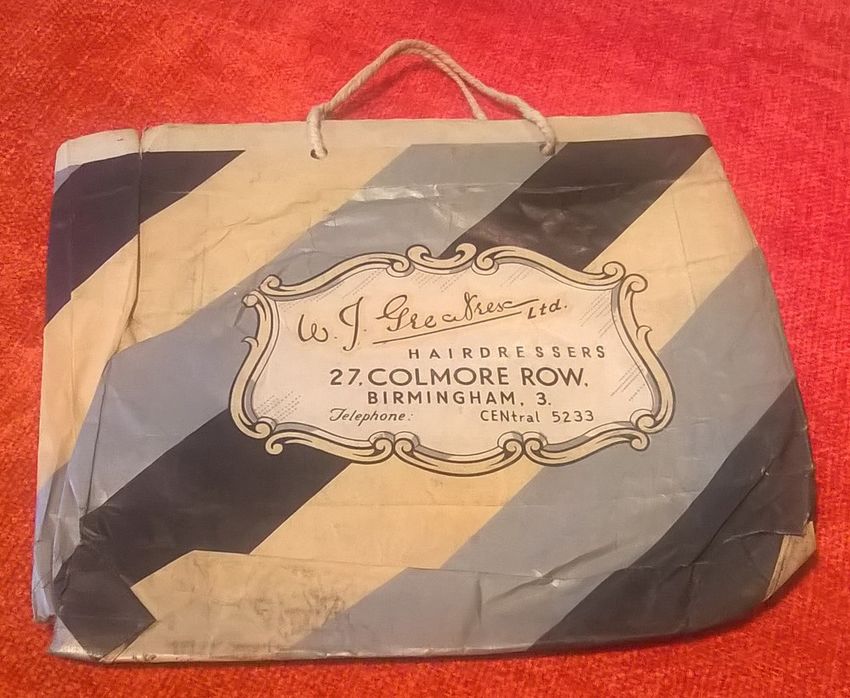 W. J. Greatrex Ltd.
HAIRDRESSERS
27, COLMORE ROW,
BIRMINGHAM, 3.
Telephone: CENtral 5233